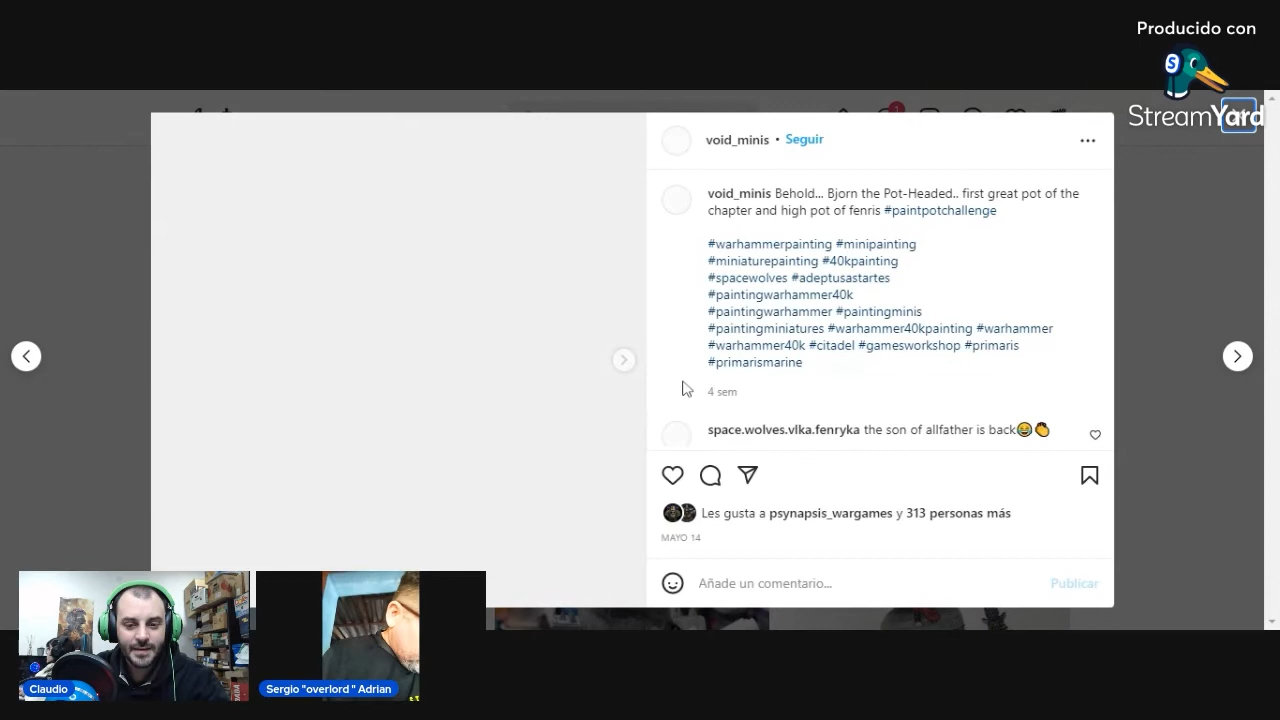 Producido con
StreamYard
void_minis • Seguir
void_minis Behold... Bjorn the Pot-Headed.. first great pot of the
chapter and high pot of fenris #paintpotchallenge
#warhammerpainting #minipainting
#miniaturepainting #40kpainting
#spacewolves #adeptusastartes
#paintingwarhammer40k
#paintingwarhammer #paintingminis
#paintingminiatures #warhammer40kpainting #warhammer
#warhammer40k #citadel #gamesworkshop #primaris
#primarismarine
4 sem
space.wolves.vlka.fenryka the son of allfather is back😂👏
Les gusta a psynapsis_wargames y 313 personas más
MAYO 14
Añade un comentario...
Publicar
Claudio
Sergio "overlord " Adrian